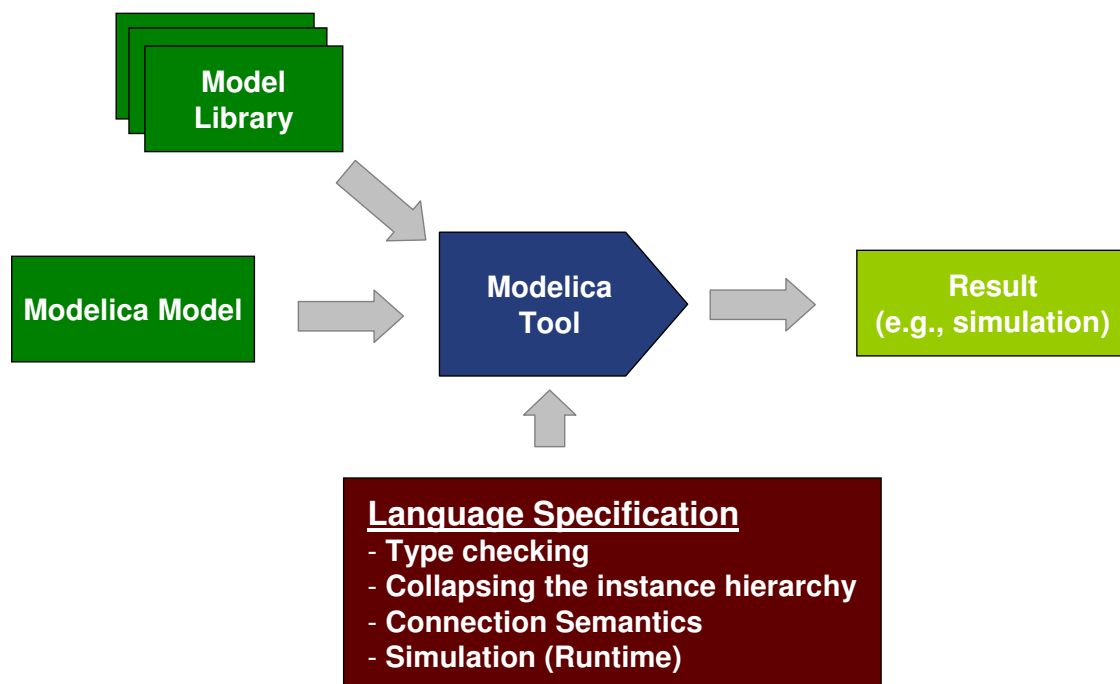 Model
Library
Modelica Model
Modelica
Tool
Result
(e.g., simulation)
Language Specification
- Type checking
- Collapsing the instance hierarchy
- Connection Semantics
- Simulation (Runtime)